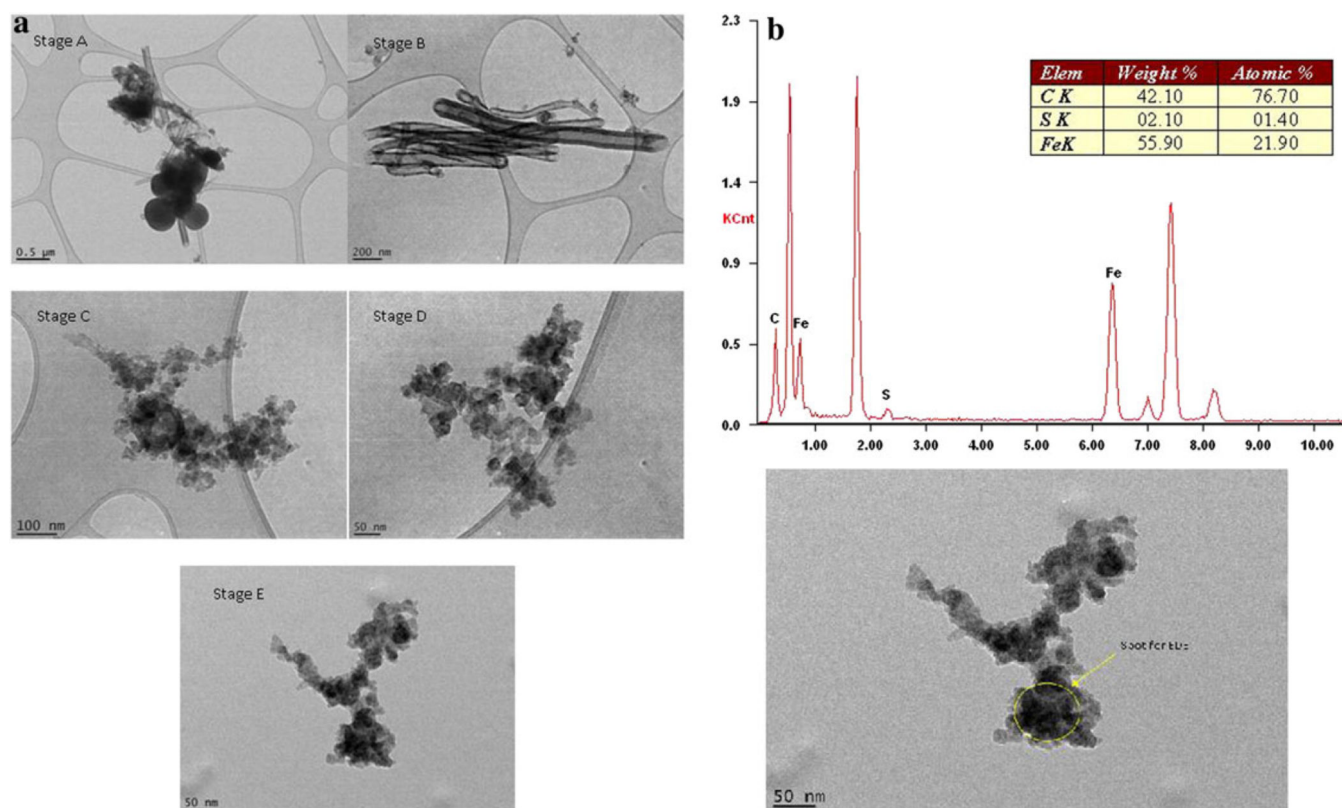 a
Stage A
0.5 µm
Stage B
200 nm
Stage C
100 nm
Stage D
50 nm
Stage E
50 nm
b
2.3
1.9
1.4
KCnt
0.9
0.5
0.0
C
Fe
S
Fe
1.00 2.00 3.00 4.00 5.00 6.00 7.00 8.00 9.00 10.00
Elem Weight % Atomic %
C K 42.10 76.70
S K 02.10 01.40
FeK 55.90 21.90
Spot for EDS
50 nm